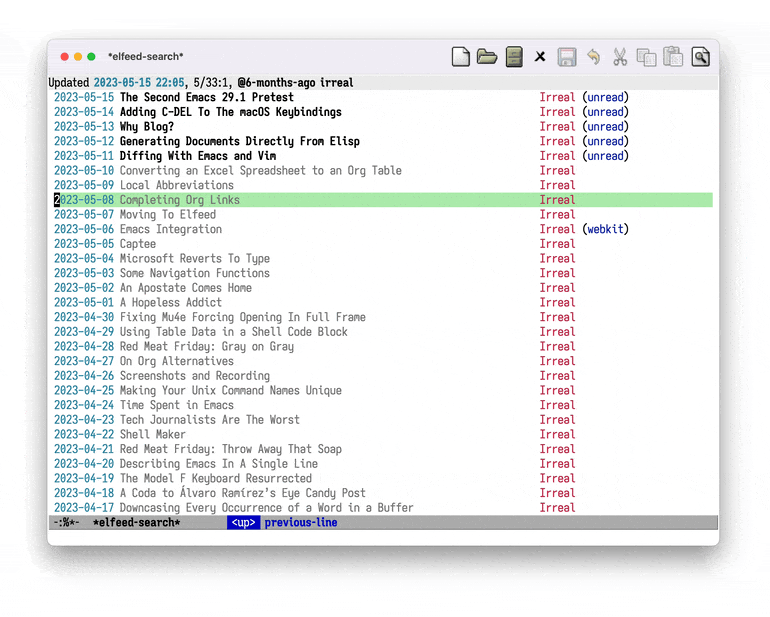 *elfeed-search*
Updated 2023-05-15 22:05, 5/33:1, @6-months-ago irreal
2023-05-15 The Second Emacs 29.1 Pretest Irreal (unread)
2023-05-14 Adding C-DEL To The macOS Keybindings Irreal (unread)
2023-05-13 Why Blog? Irreal (unread)
2023-05-12 Generating Documents Directly From Elisp Irreal (unread)
2023-05-11 Diffing With Emacs and Vim Irreal (unread)
2023-05-10 Converting an Excel Spreadsheet to an Org Table Irreal
2023-05-09 Local Abbreviations Irreal
2023-05-08 Completing Org Links Irreal
2023-05-07 Moving To Elfeed Irreal
2023-05-06 Emacs Integration Irreal (webkit)
2023-05-05 Captee Irreal
2023-05-04 Microsoft Reverts To Type Irreal
2023-05-03 Some Navigation Functions Irreal
2023-05-02 An Apostate Comes Home Irreal
2023-05-01 A Hopeless Addict Irreal
2023-04-30 Fixing Mu4e Forcing Opening In Full Frame Irreal
2023-04-29 Using Table Data in a Shell Code Block Irreal
2023-04-28 Red Meat Friday: Gray on Gray Irreal
2023-04-27 On Org Alternatives Irreal
2023-04-26 Screenshots and Recording Irreal
2023-04-25 Making Your Unix Command Names Unique Irreal
2023-04-24 Time Spent in Emacs Irreal
2023-04-23 Tech Journalists Are The Worst Irreal
2023-04-22 Shell Maker Irreal
2023-04-21 Red Meat Friday: Throw Away That Soap Irreal
2023-04-20 Describing Emacs In A Single Line Irreal
2023-04-19 The Model F Keyboard Resurrected Irreal
2023-04-18 A Coda to Álvaro Ramírez’s Eye Candy Post Irreal
2023-04-17 Downcasing Every Occurrence of a Word in a Buffer Irreal
-:%*- *elfeed-search* <up> previous-line